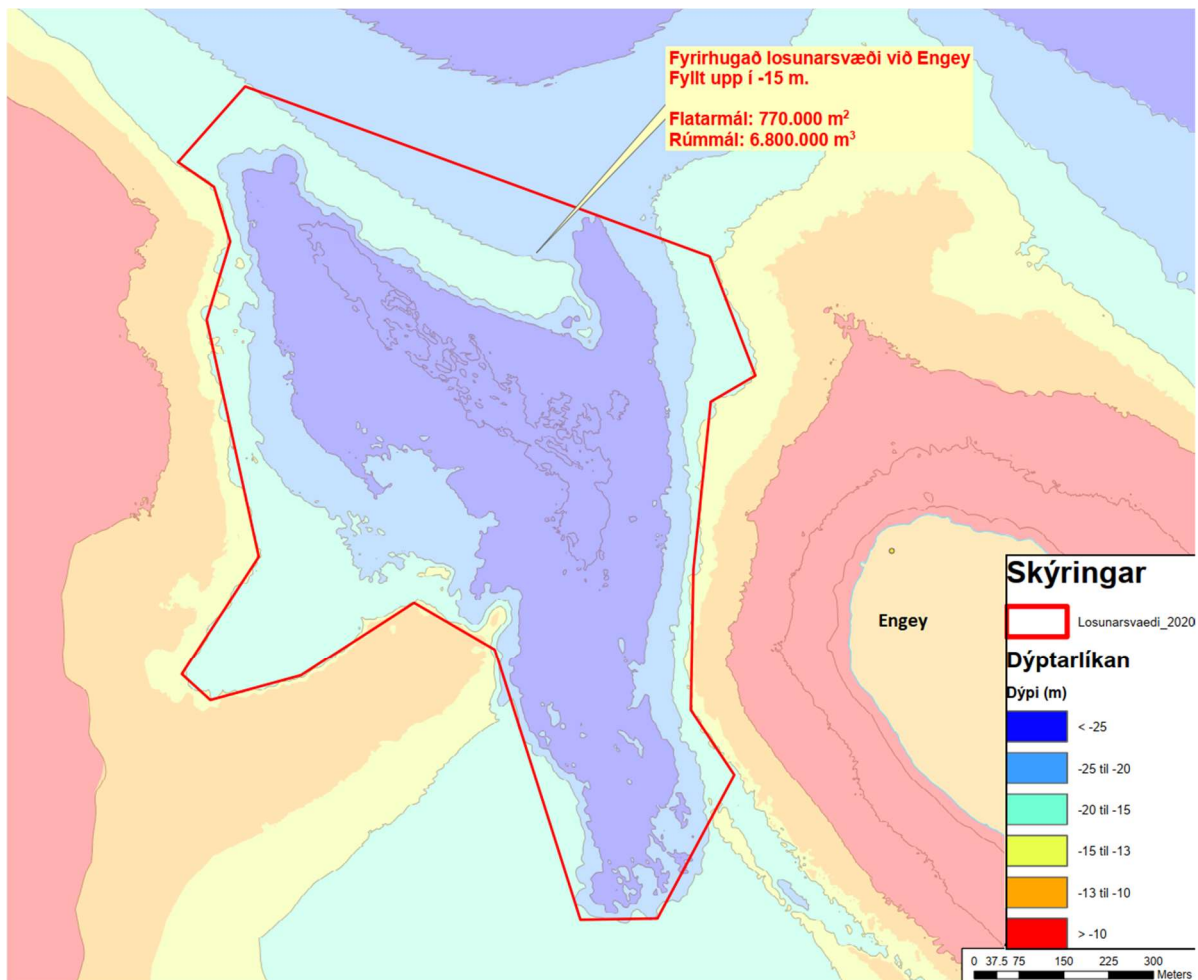 Fyrirhugað losunarsvæði við Engey
Fyllt upp í -15 m.
Flatarmál: 770.000 m²
Rúmmál: 6.800.000 m³
Engey
Skýringar
Losunarsvaedi_2020
Dýptarlíkan
Dýpi (m)
< -25
-25 til -20
-20 til -15
-15 til -13
-13 til -10
> -10
0 37.5 75 150 225 300
Meters